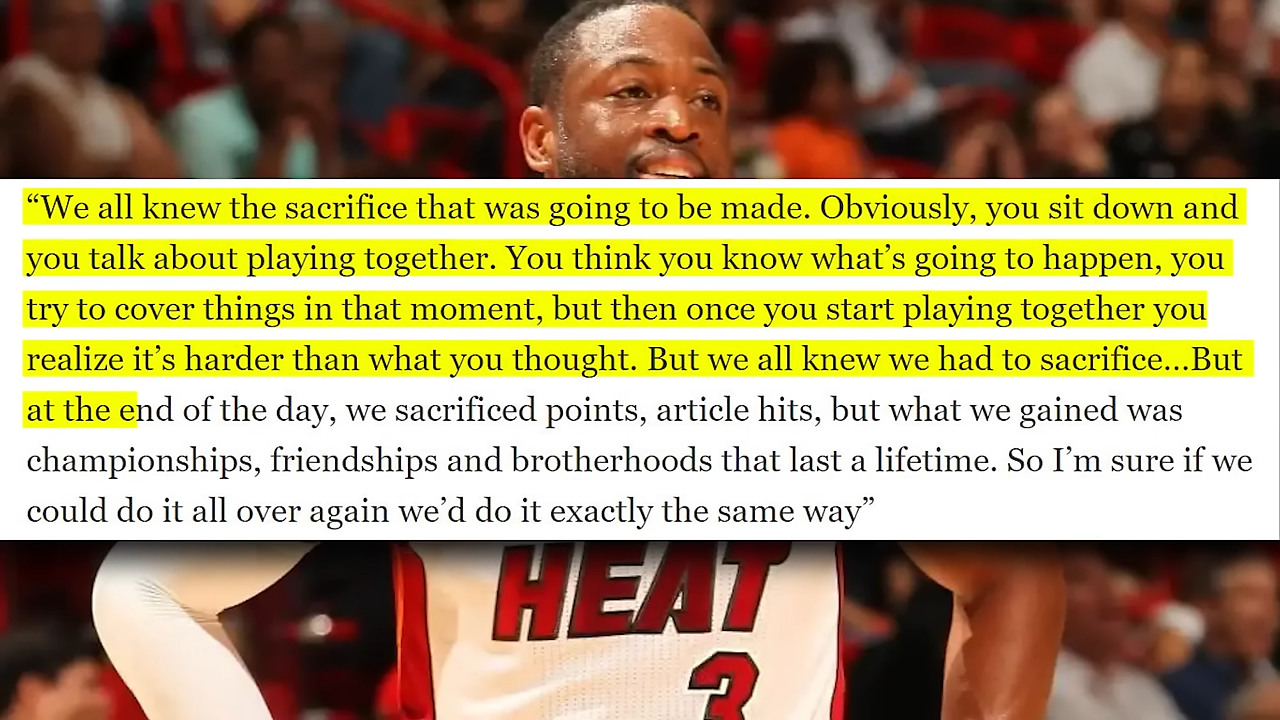 “We all knew the sacrifice that was going to be made. Obviously, you sit down and
you talk about playing together. You think you know what’s going to happen, you
try to cover things in that moment, but then once you start playing together you
realize it’s harder than what you thought. But we all knew we had to sacrifice...But
at the end of the day, we sacrificed points, article hits, but what we gained was
championships, friendships and brotherhoods that last a lifetime. So I’m sure if we
could do it all over again we’d do it exactly the same way”
HEAT
3